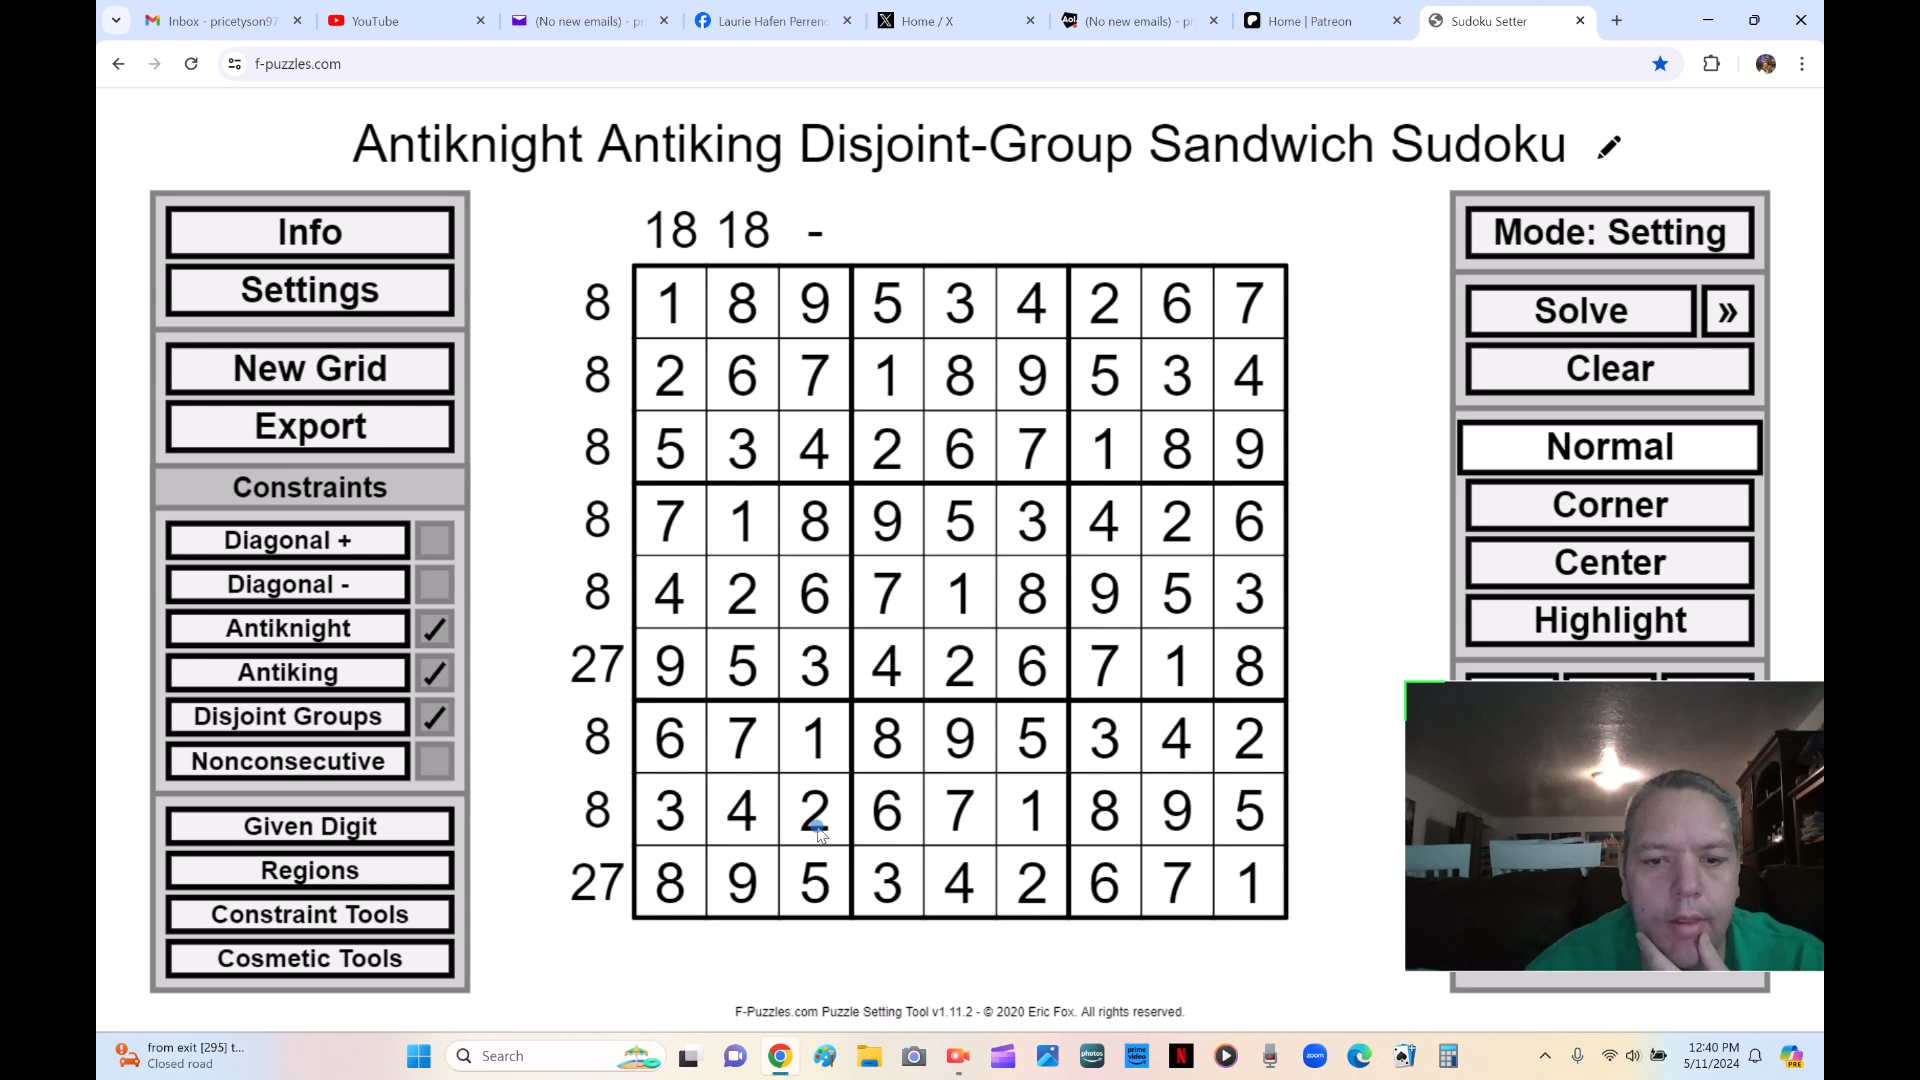 Inbox - pricetyson97
YouTube
(No new emails) - pri
Laurie Hafen Perrenc
Home / X
Aol.
(No new emails) - pri
Home | Patreon
Sudoku Setter
f-puzzles.com
Antiknight Antiking Disjoint-Group Sandwich Sudoku
Info
Settings
New Grid
Export
Constraints
Diagonal +
Diagonal -
Antiknight
Antiking
Disjoint Groups
Nonconsecutive
Given Digit
Regions
Constraint Tools
Cosmetic Tools
18 18 -
8 1 8 9 5 3 4 2 6 7
8 2 6 7 1 8 9 5 3 4
8 5 3 4 2 6 7 1 8 9
8 7 1 8 9 5 3 4 2 6
8 4 2 6 7 1 8 9 5 3
27 9 5 3 4 2 6 7 1 8
8 6 7 1 8 9 5 3 4 2
8 3 4 2 6 7 1 8 9 5
27 8 9 5 3 4 2 6 7 1
Mode: Setting
Solve »
Clear
Normal
Corner
Center
Highlight
F-Puzzles.com Puzzle Setting Tool v1.11.2 - © 2020 Eric Fox. All rights reserved.
from exit [295] t...
Closed road
Search
photos
prime video
N
zoom
12:40 PM
5/11/2024
PRE